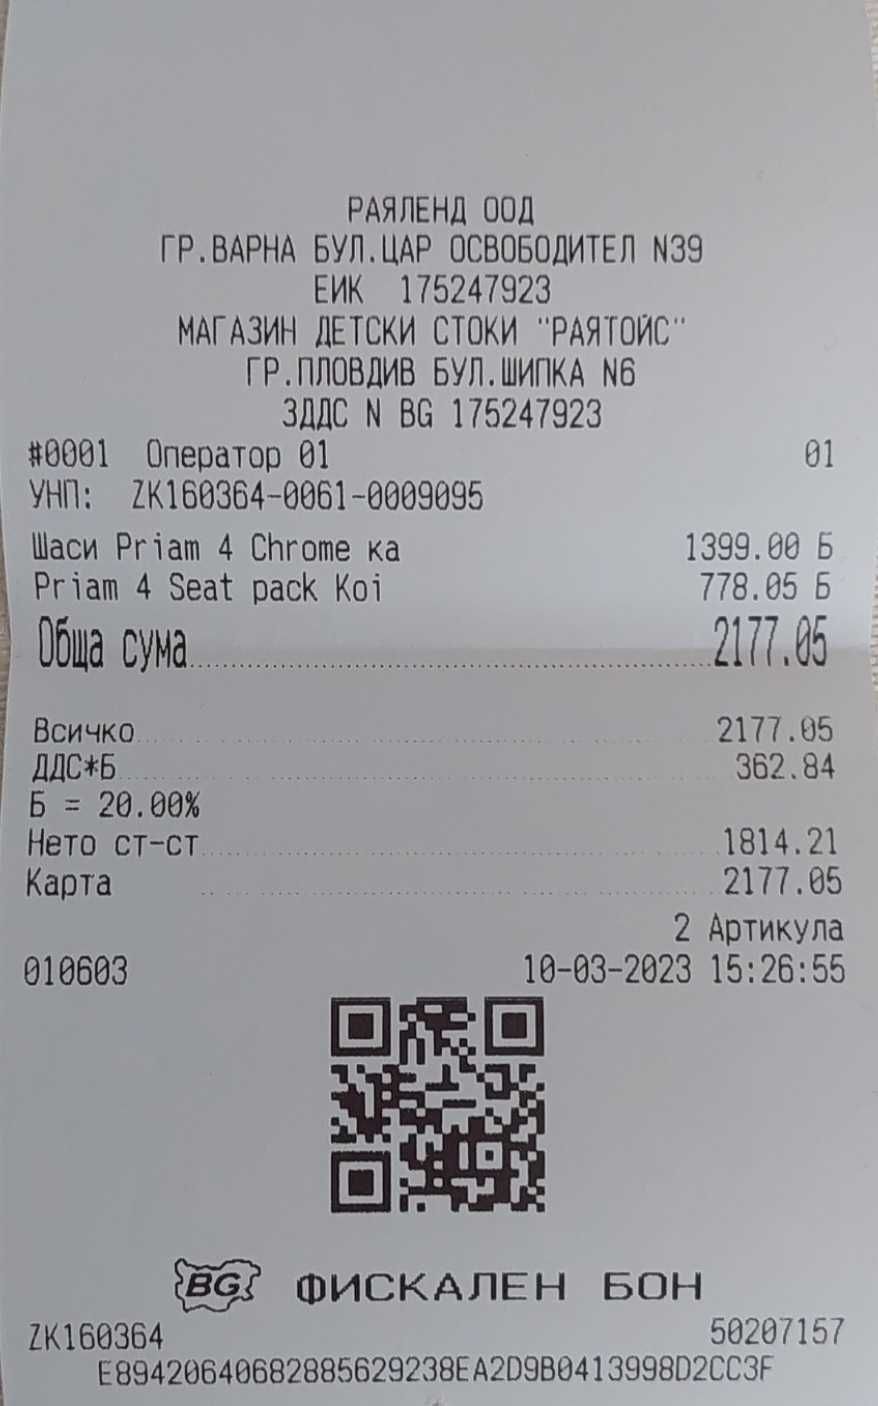 РАЯЛЕНД ООД
ГР.ВАРНА БУЛ.ЦАР ОСВОБОДИТЕЛ N39
ЕИК 175247923
МАГАЗИН ДЕТСКИ СТОКИ "РАЯТОЙС"
ГР.ПЛОВДИВ БУЛ.ШИПКА N6
ЗДДС N BG 175247923
#0001 Оператор 01 01
УНП: ZK160364-0061-0009095
Шаси Priam 4 Chrome ка 1399.00 Б
Priam 4 Seat pack Koi 778.05 Б
Обща сума 2177.05
Всичко 2177.05
ДДС*Б 362.84
Б = 20.00%
Нето ст-ст 1814.21
Карта 2177.05
2 Артикула
010603 10-03-2023 15:26:55
BG ФИСКАЛЕН БОН
ZK160364 50207157
E894206406828856​29238EA2D9B0413998D2CC3F